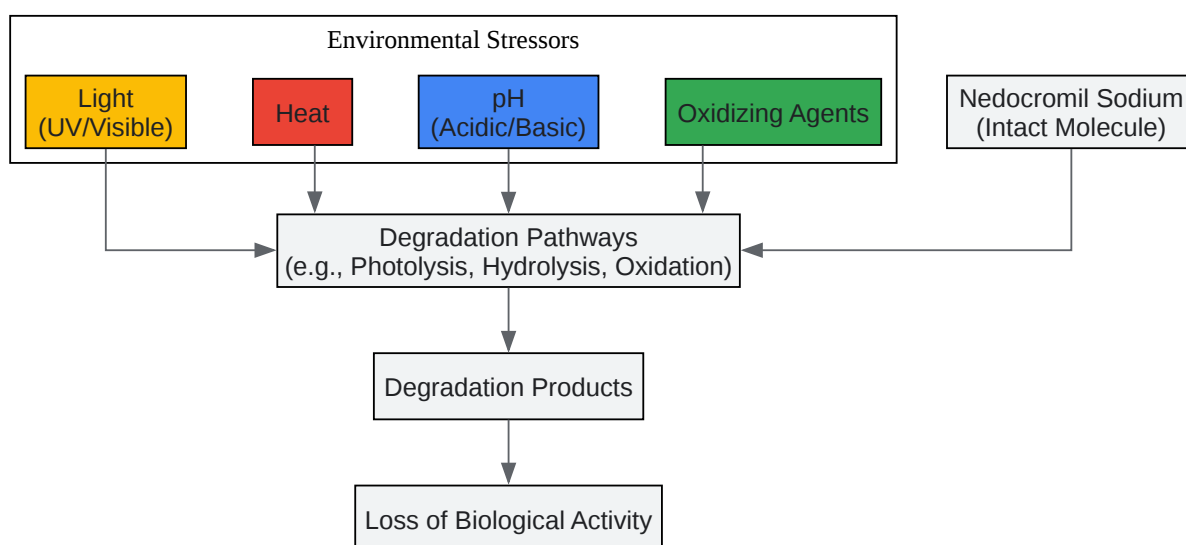 Environmental Stressors
Light
(UV/Visible)
Heat
pH
(Acidic/Basic)
Oxidizing Agents
Nedocromil Sodium
(Intact Molecule)
Degradation Pathways
(e.g., Photolysis, Hydrolysis, Oxidation)
Degradation Products
Loss of Biological Activity